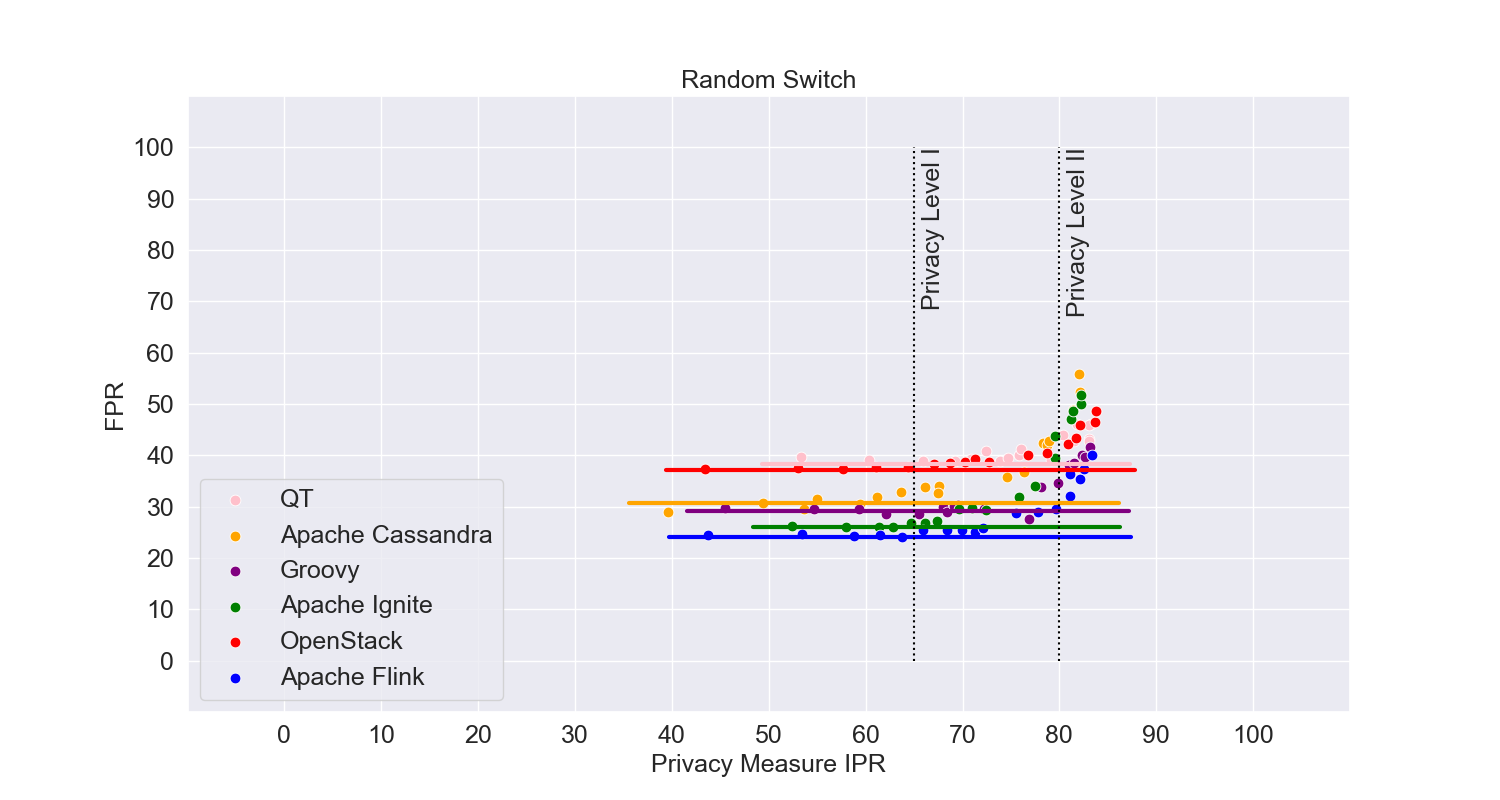 Random Switch
100
90
80
70
60
50
40
30
20
10
0
FPR
Privacy Level I
Privacy Level II
QT
Apache Cassandra
Groovy
Apache Ignite
OpenStack
Apache Flink
0 10 20 30 40 50 60 70 80 90 100
Privacy Measure IPR